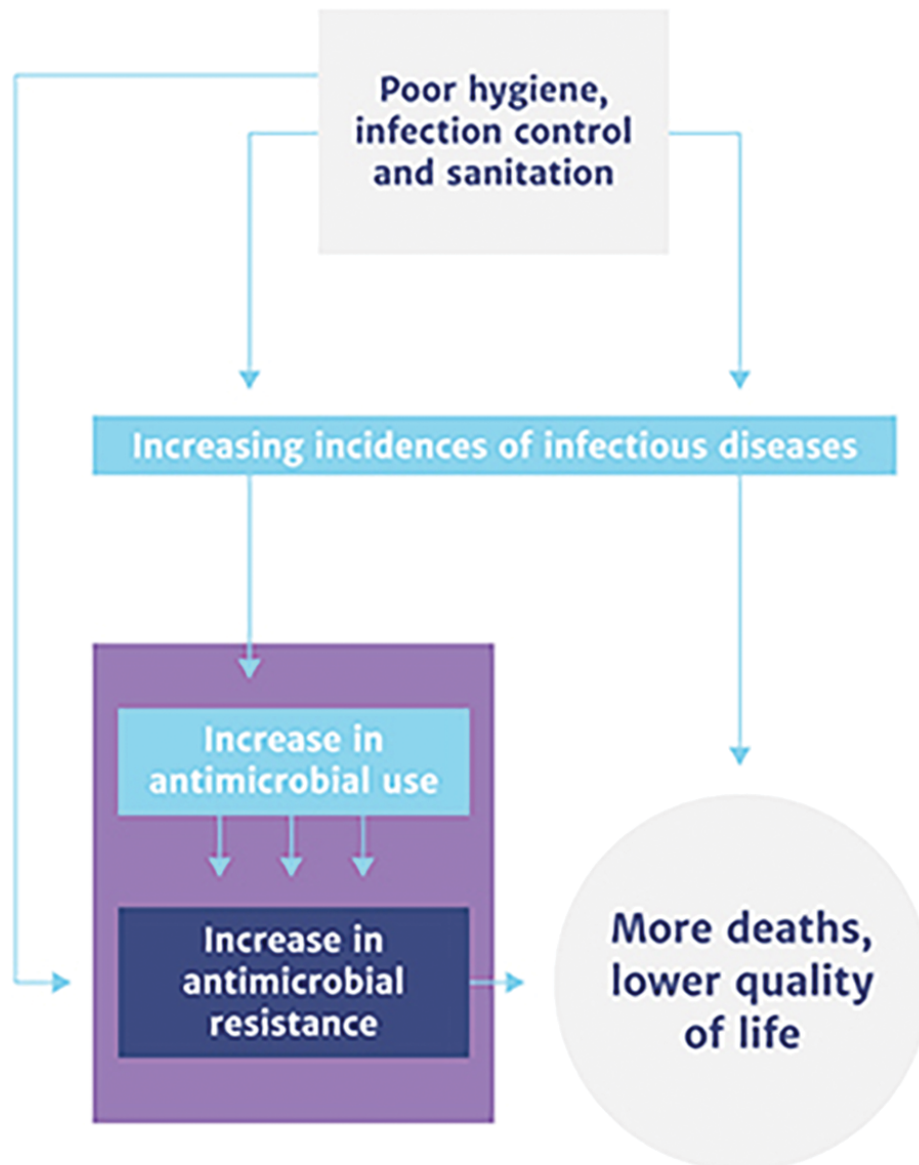 Poor hygiene,
infection control
and sanitation
Increasing incidences of infectious diseases
Increase in
antimicrobial use
Increase in
antimicrobial
resistance
More deaths,
lower quality
of life